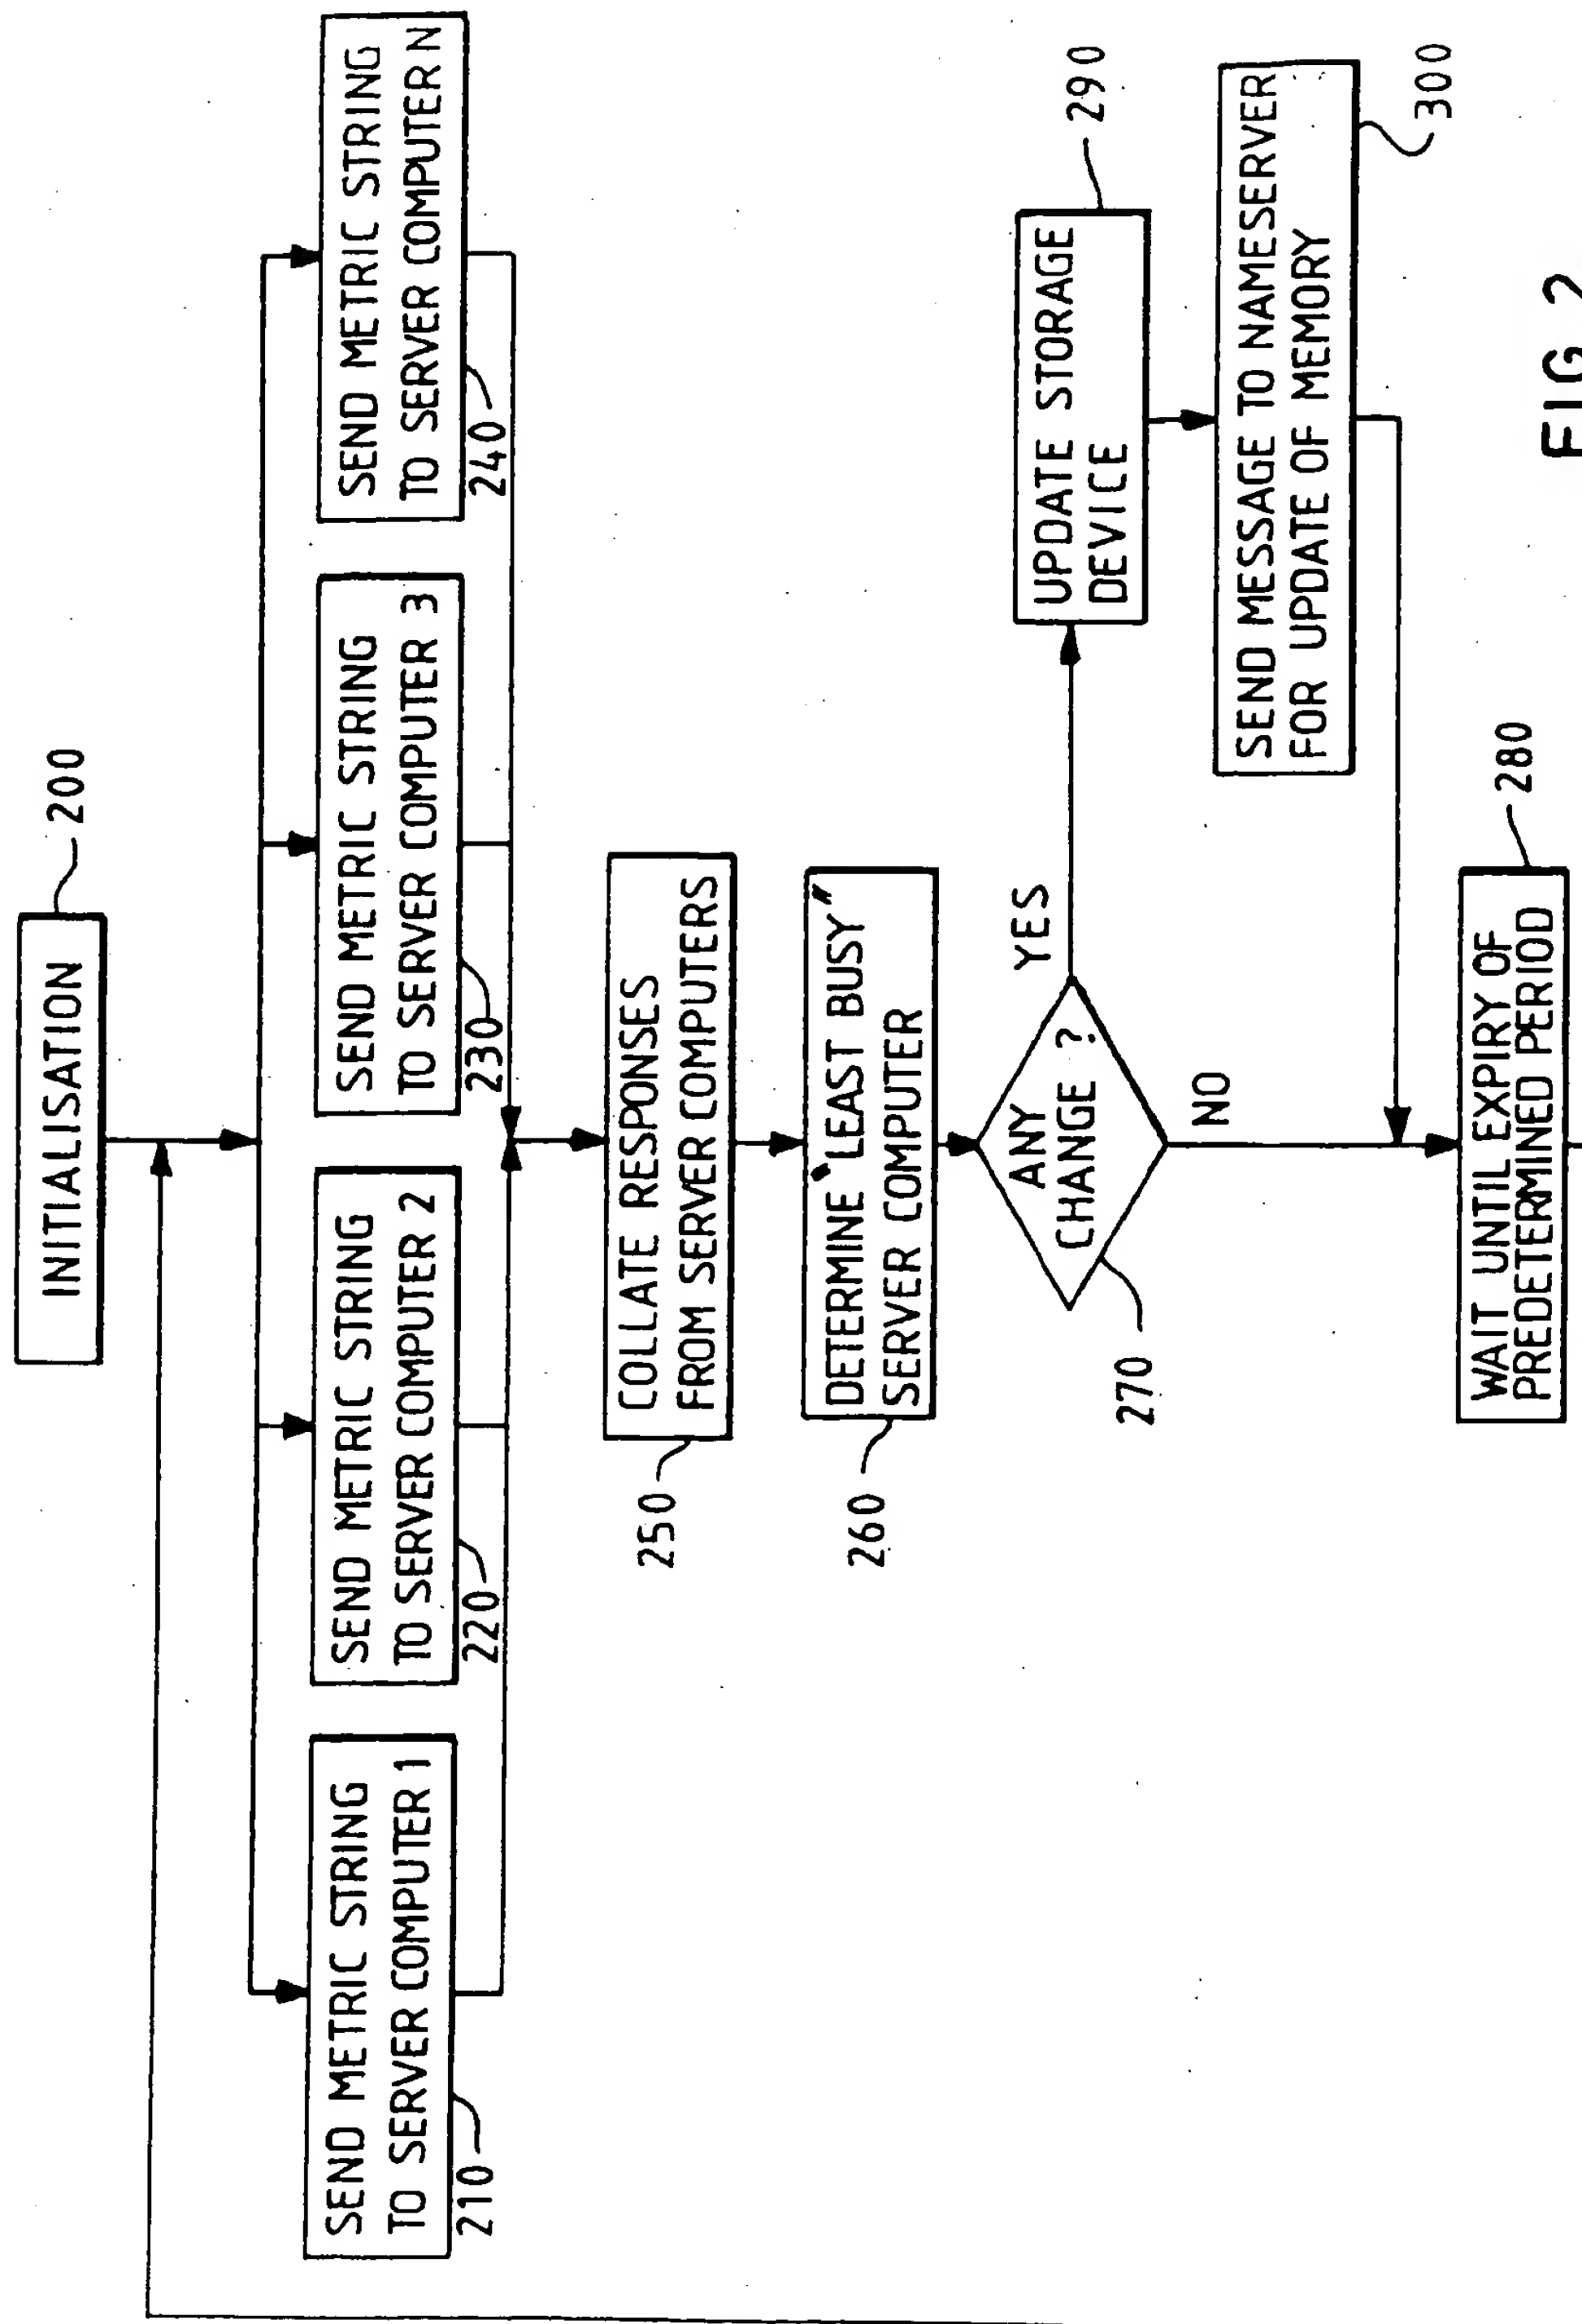 INITIALISATION
200
SEND METRIC STRING
TO SERVER COMPUTER 1
210
SEND METRIC STRING
TO SERVER COMPUTER 2
220
SEND METRIC STRING
TO SERVER COMPUTER 3
230
SEND METRIC STRING
TO SERVER COMPUTER N
240
COLLATE RESPONSES
FROM SERVER COMPUTERS
250
DETERMINE "LEAST BUSY"
SERVER COMPUTER
260
ANY
CHANGE ?
270
YES
NO
UPDATE STORAGE
DEVICE
290
SEND MESSAGE TO NAMESERVER
FOR UPDATE OF MEMORY
300
WAIT UNTIL EXPIRY OF
PREDETERMINED PERIOD
280
FIG 2